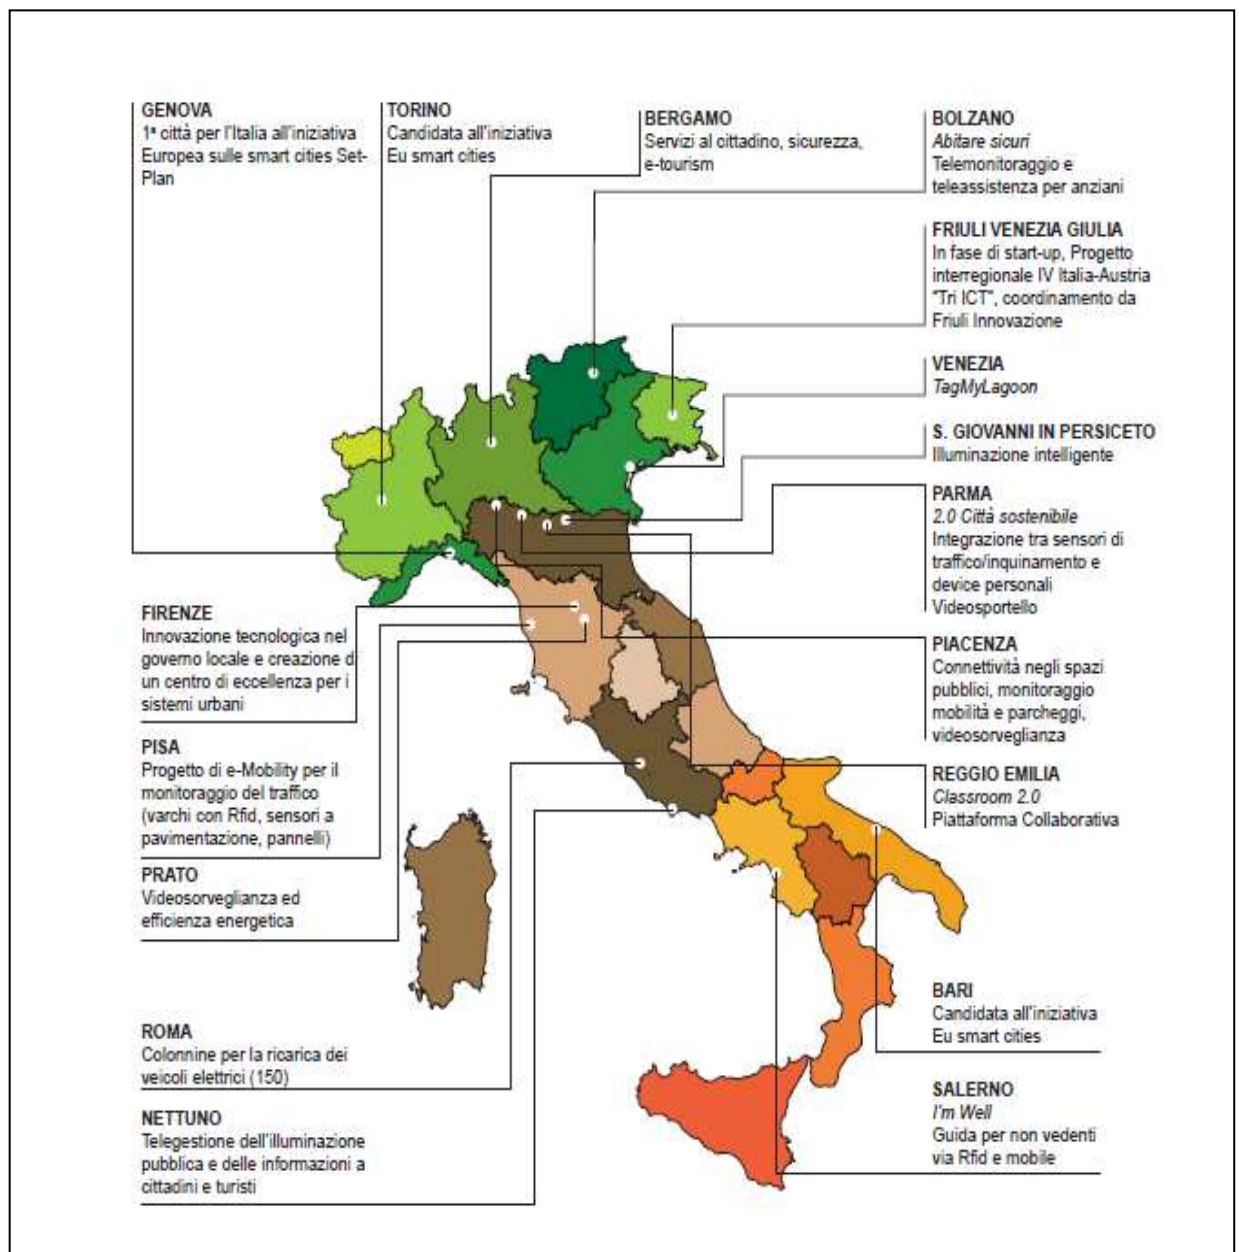 GENOVA
1ª città per l'Italia all'iniziativa
Europea sulle smart cities Set-
Plan
TORINO
Candidata all'iniziativa
Eu smart cities
BERGAMO
Servizi al cittadino, sicurezza,
e-tourism
BOLZANO
Abitare sicuri
Telemonitoraggio e
teleassistenza per anziani
FRIULI VENEZIA GIULIA
In fase di start-up, Progetto
interregionale IV Italia-Austria
"Tri ICT", coordinamento da
Friuli Innovazione
VENEZIA
TagMyLagoon
S. GIOVANNI IN PERSICETO
Illuminazione intelligente
PARMA
2.0 Città sostenibile
Integrazione tra sensori di
traffico/inquinamento e
device personali
Videosportello
PIACENZA
Connettività negli spazi
pubblici, monitoraggio
mobilità e parcheggi,
videosorveglianza
REGGIO EMILIA
Classroom 2.0
Piattaforma Collaborativa
FIRENZE
Innovazione tecnologica nel
governo locale e creazione d
un centro di eccellenza per i
sistemi urbani
PISA
Progetto di e-Mobility per il
monitoraggio del traffico
(varchi con Rfid, sensori a
pavimentazione, pannelli)
PRATO
Videosorveglianza ed
efficienza energetica
ROMA
Colonnine per la ricarica dei
veicoli elettrici (150)
NETTUNO
Telegestione dell'illuminazione
pubblica e delle informazioni a
cittadini e turisti
BARI
Candidata all'iniziativa
Eu smart cities
SALERNO
I'm Well
Guida per non vedenti
via Rfid e mobile